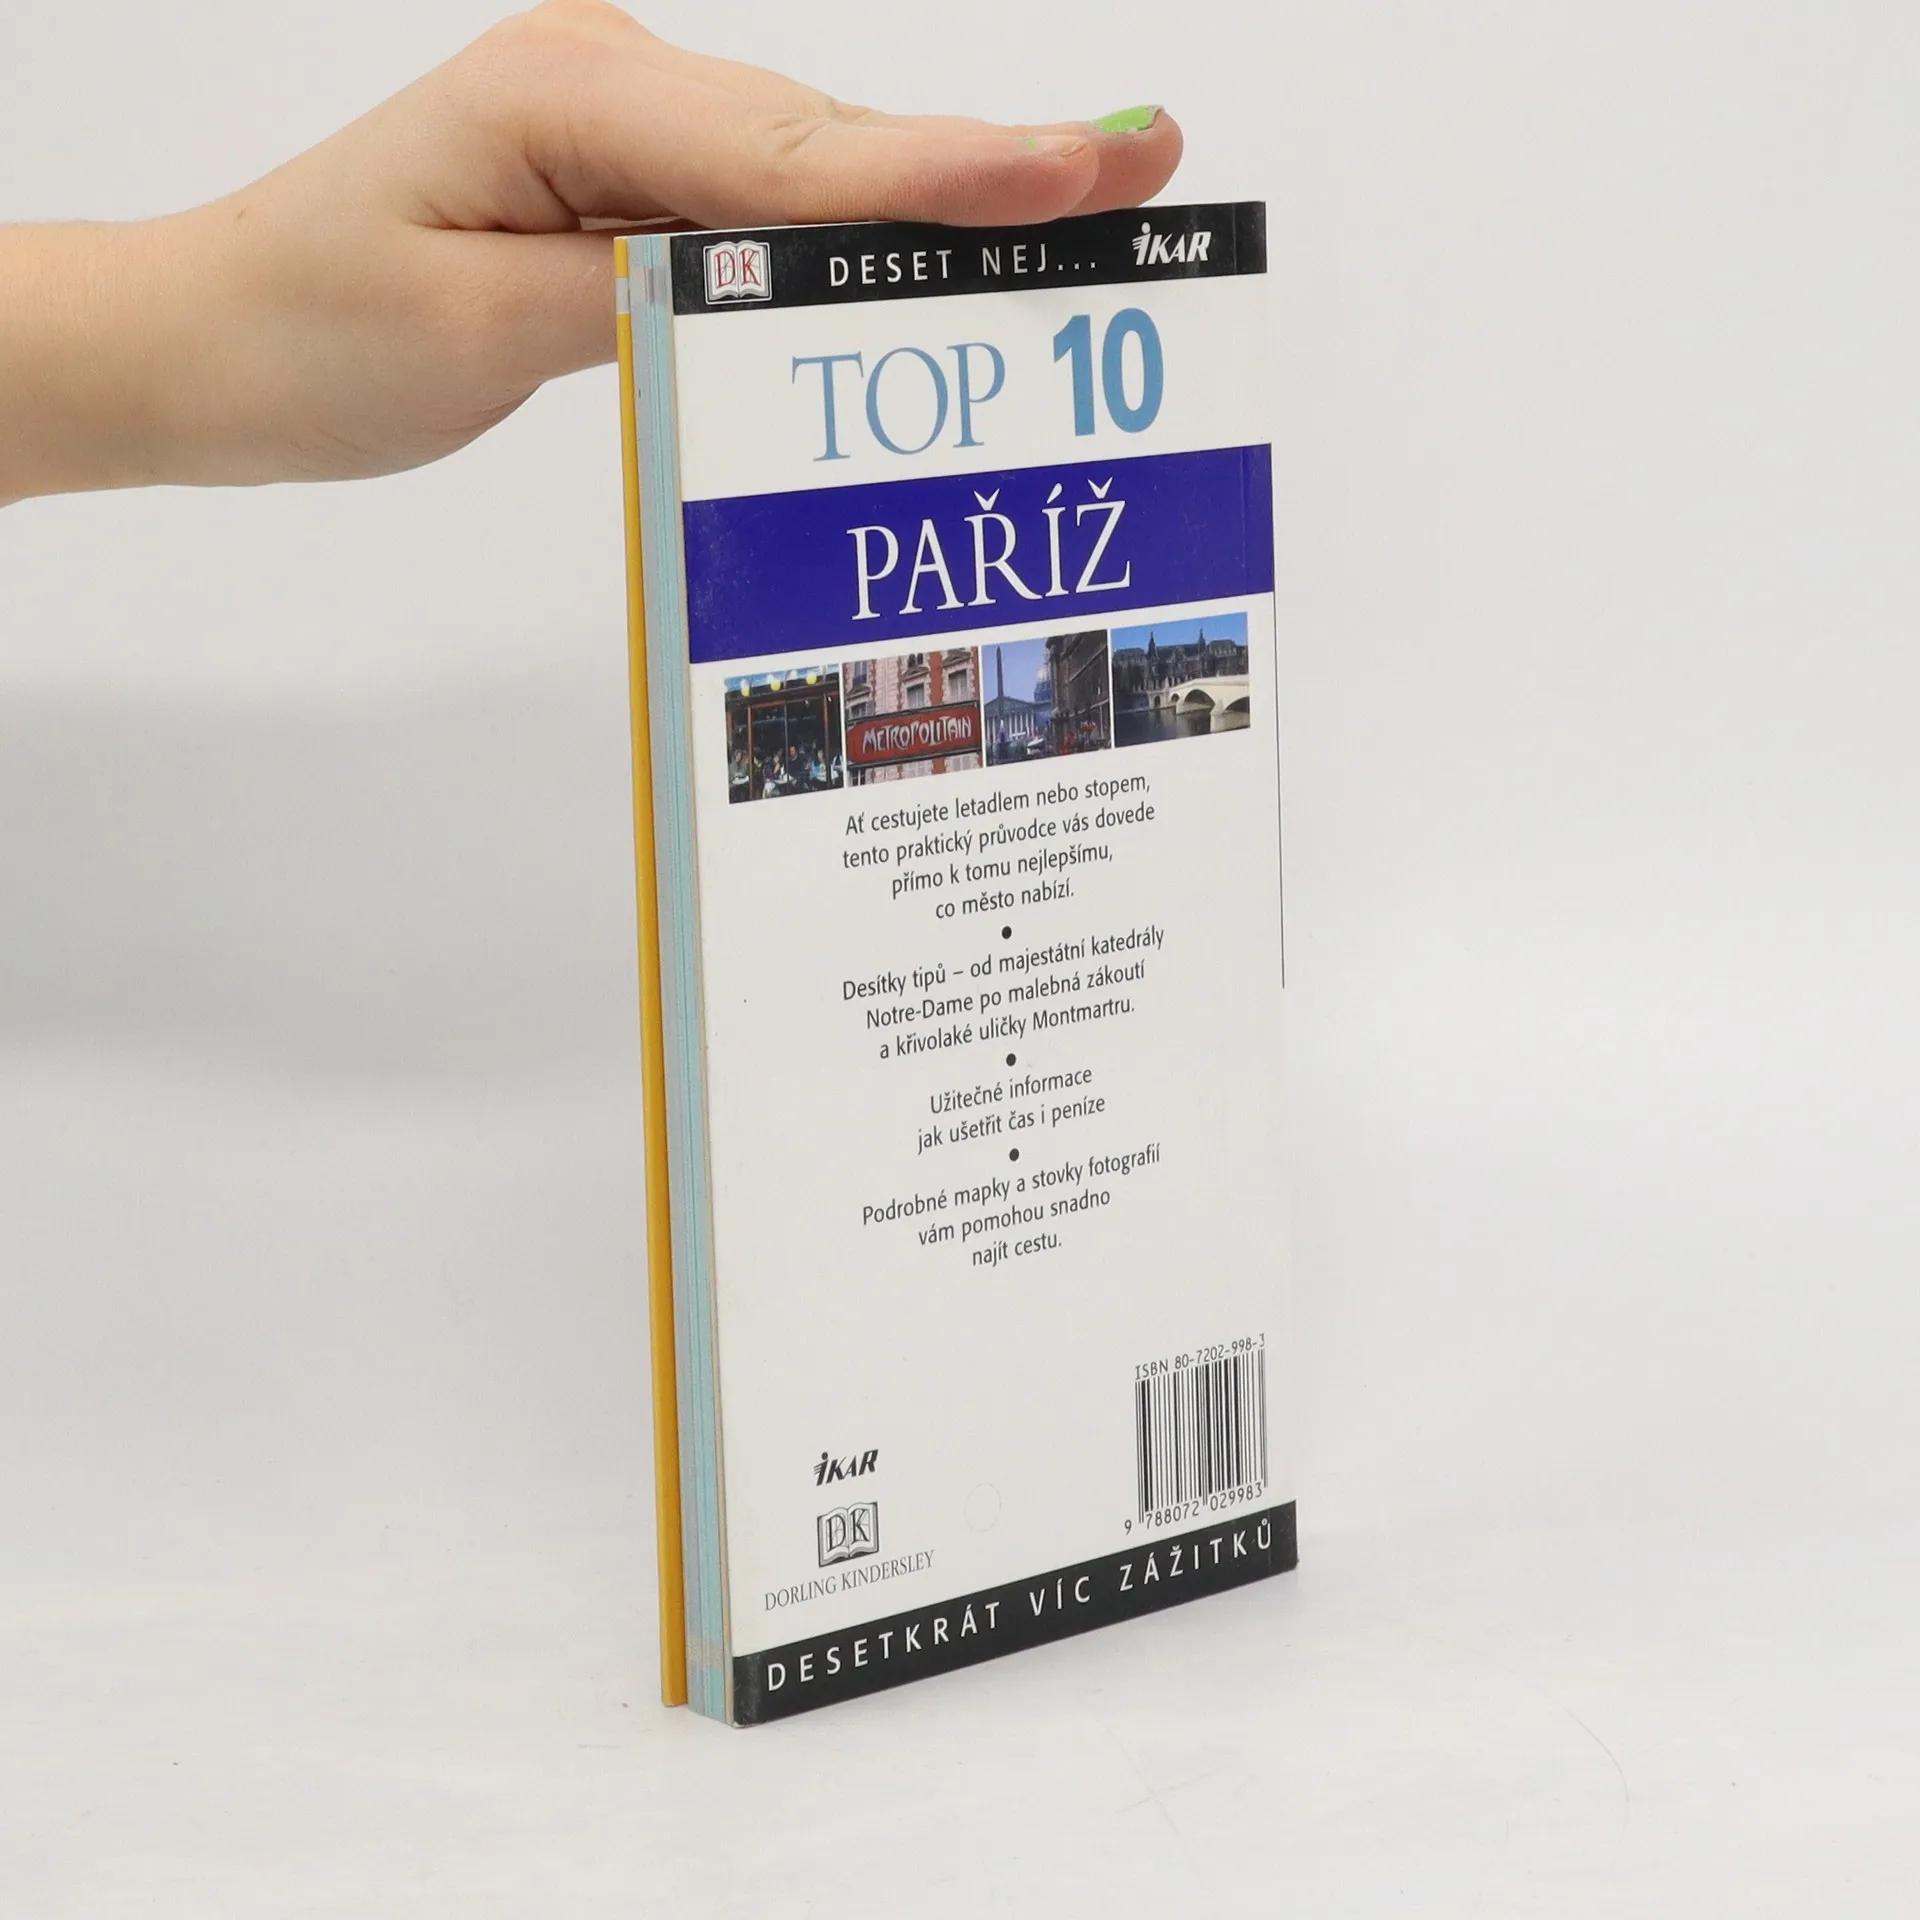 DK DESET NEJ... iKAR
TOP 10
PAŘÍŽ
METROPOLITAIN
Ať cestujete letadlem nebo stopem,
tento praktický průvodce vás dovede
přímo k tomu nejlepšímu,
co město nabízí.
Desítky tipů – od majestátní katedrály
Notre-Dame po malebná zákoutí
a křivolaké uličky Montmartru.
Užitečné informace
jak ušetřit čas i peníze
Podrobné mapky a stovky fotografií
vám pomohou snadno
najít cestu.
ISBN 80-7202-998-3
9 788072 029983
iKAR
DK
DORLING KINDERSLEY
DESETKRÁT VÍC ZÁŽITKŮ